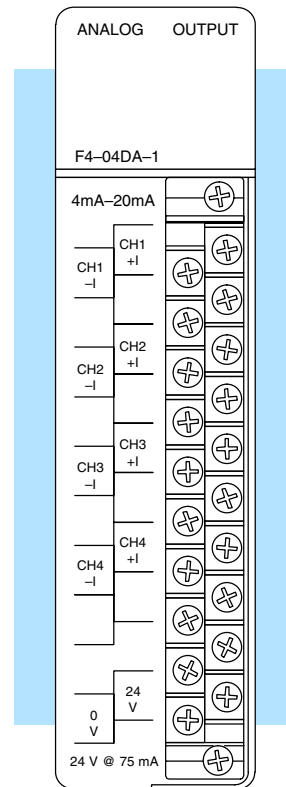 ANALOG OUTPUT
F4–04DA–1
4mA–20mA
CH1
+I
CH1
–I
CH2
+I
CH2
–I
CH3
+I
CH3
–I
CH4
+I
CH4
–I
24
V
0
V
24 V @ 75 mA